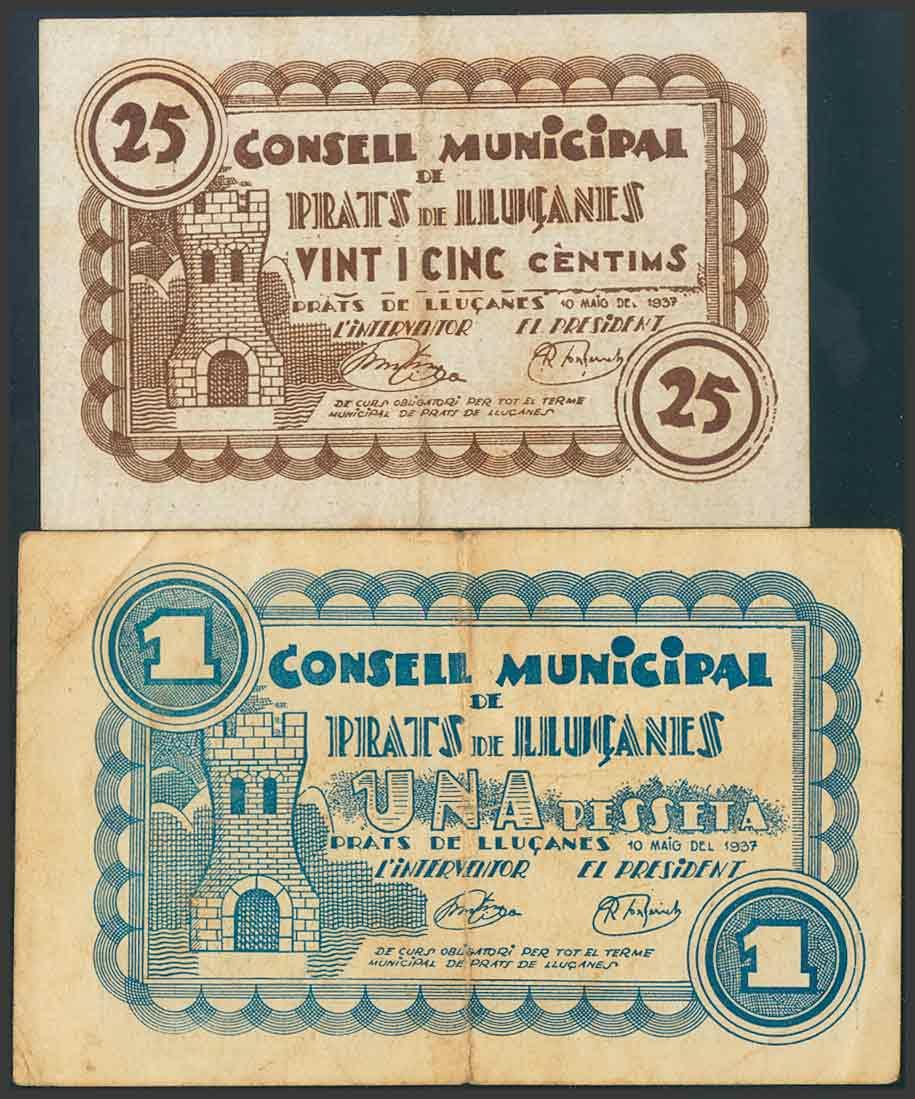 25
CONSELL MUNICIPAL
DE
PRATS DE LLUÇANES
VINT I CINC CÈNTIMS
PRATS DE LLUÇANES 10 MAIG DEL 1937
L'INTERVENTOR EL PRESIDENT
DE CURS OBLIGATORI PER TOT EL TERME
MUNICIPAL DE PRATS DE LLUÇANES
25
1
CONSELL MUNICIPAL
DE
PRATS DE LLUÇANES
UNA PESSETA
PRATS DE LLUÇANES 10 MAIG DEL 1937
L'INTERVENTOR EL PRESIDENT
DE CURS OBLIGATORI PER TOT EL TERME
MUNICIPAL DE PRATS DE LLUÇANES
1